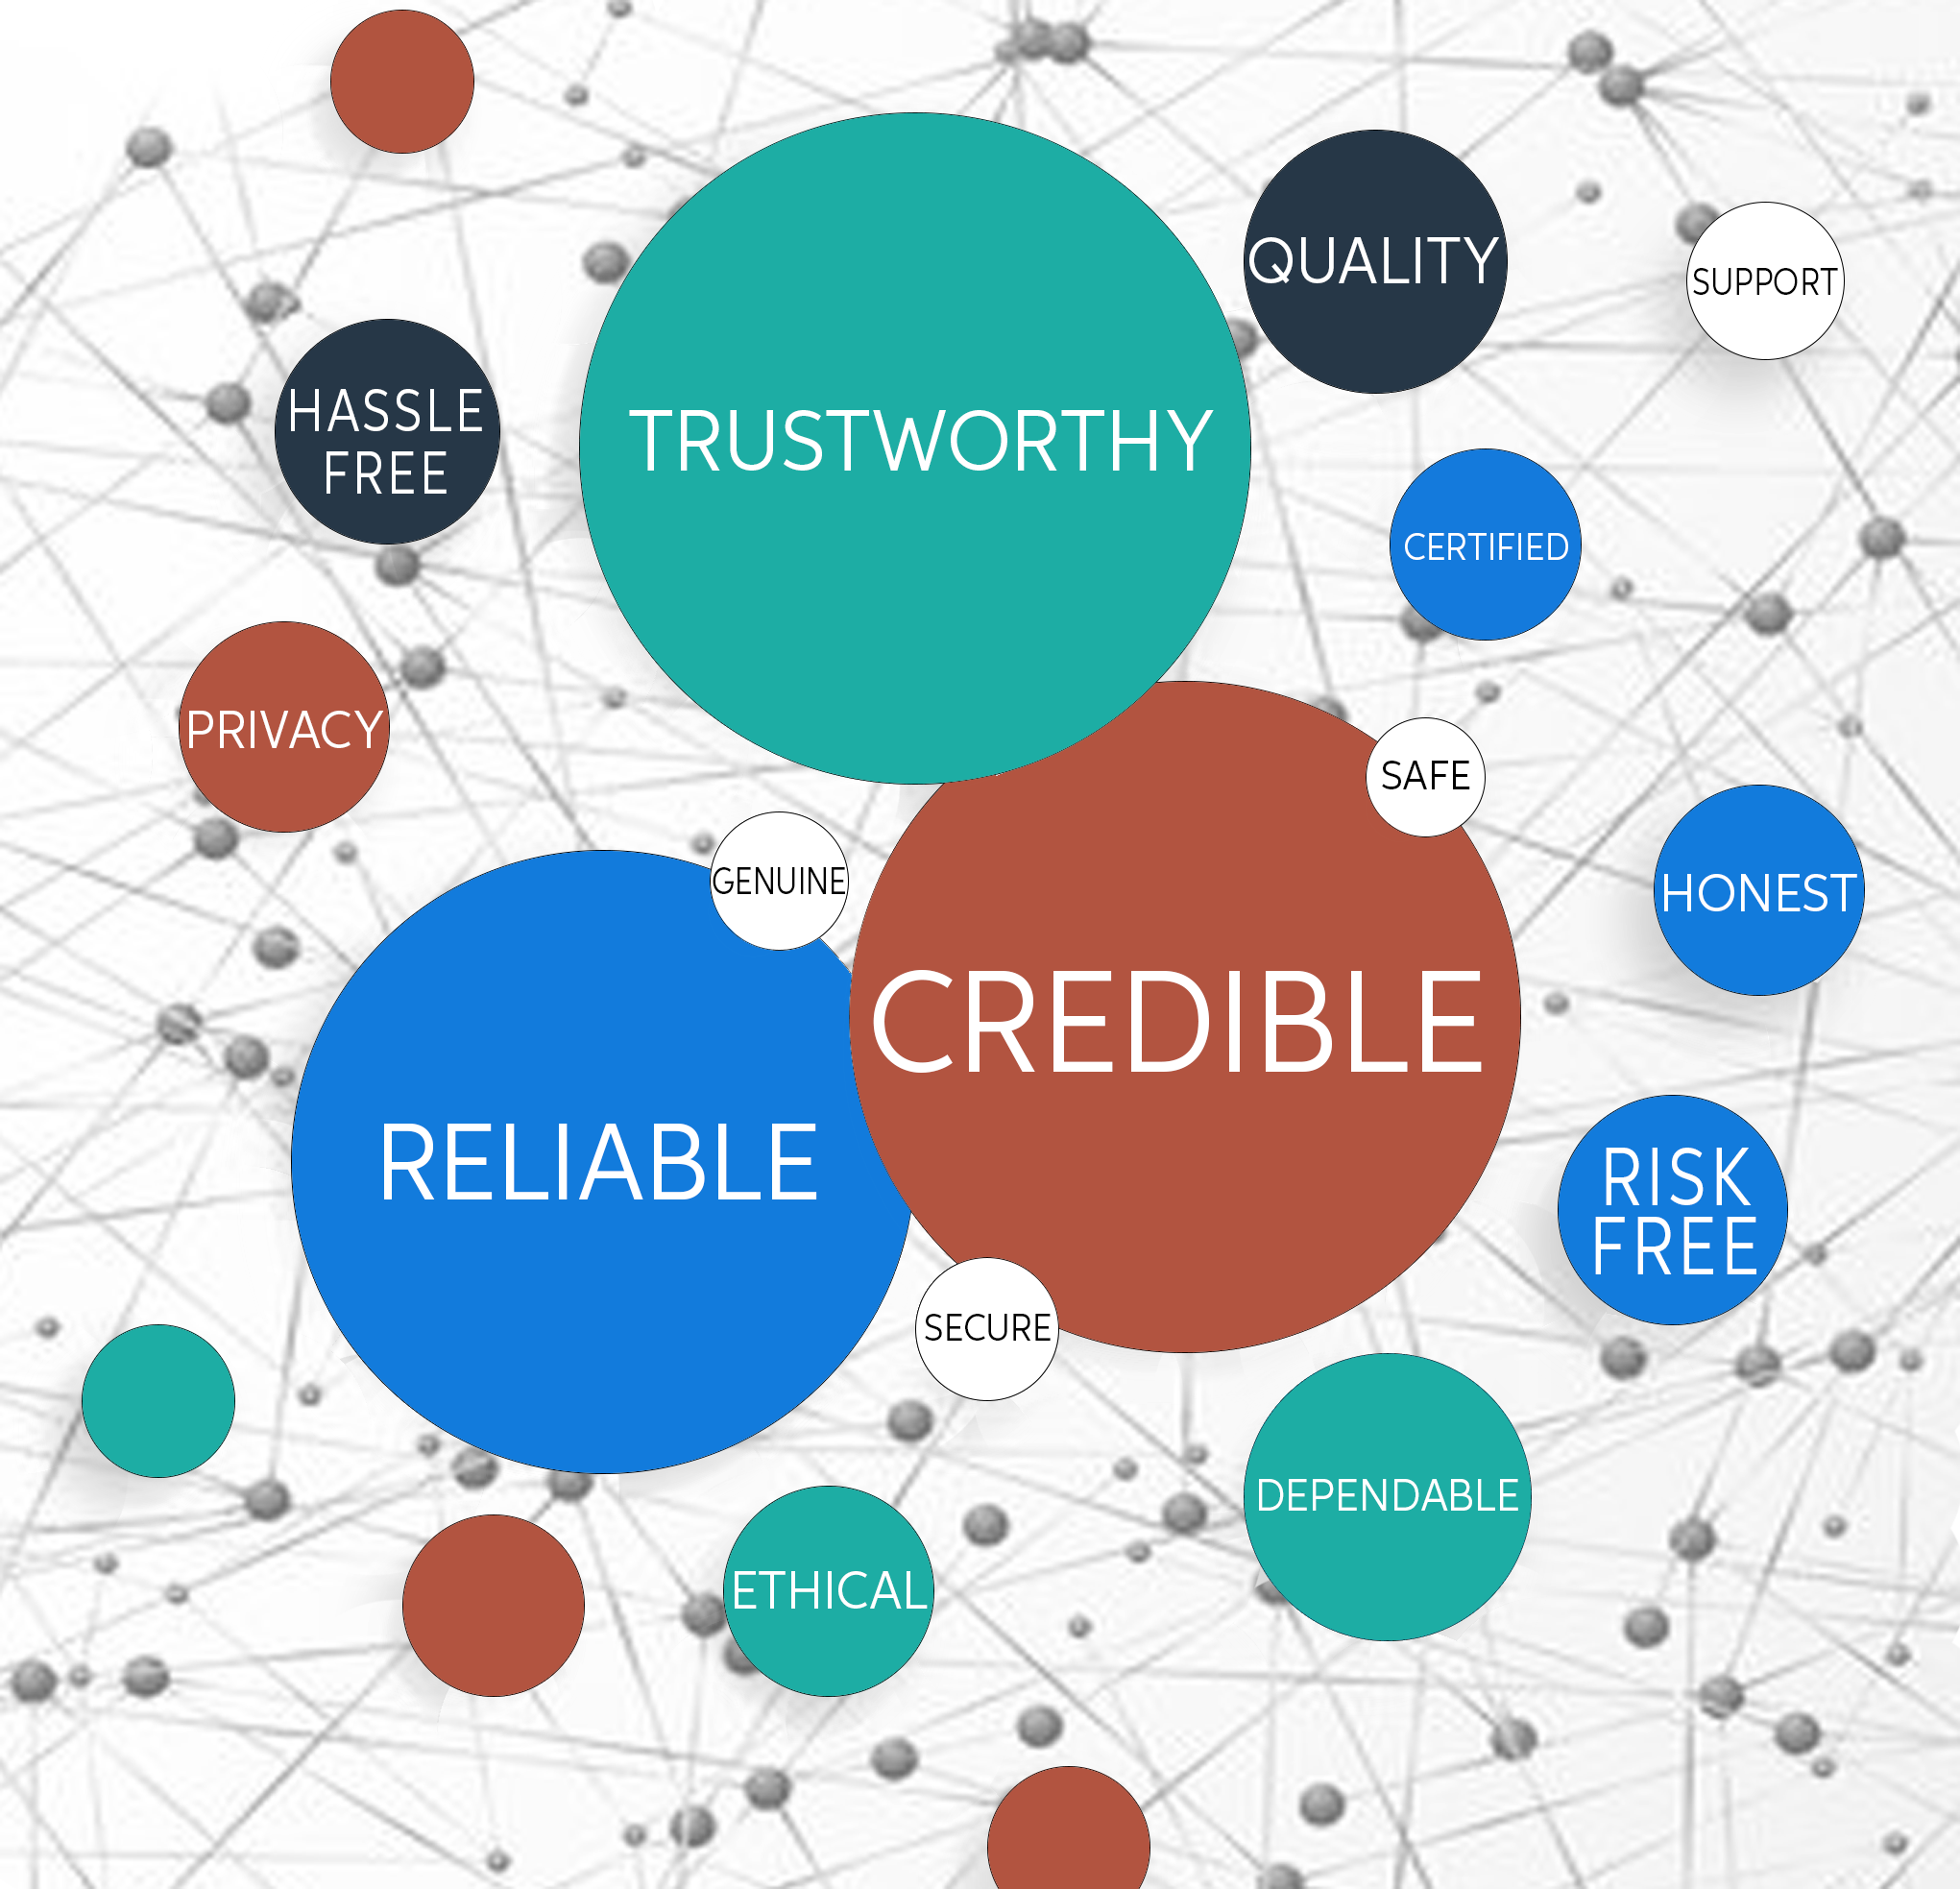 QUALITY
SUPPORT
HASSLE
FREE
TRUSTWORTHY
CERTIFIED
PRIVACY
SAFE
GENUINE
HONEST
CREDIBLE
RELIABLE
RISK
FREE
SECURE
DEPENDABLE
ETHICAL